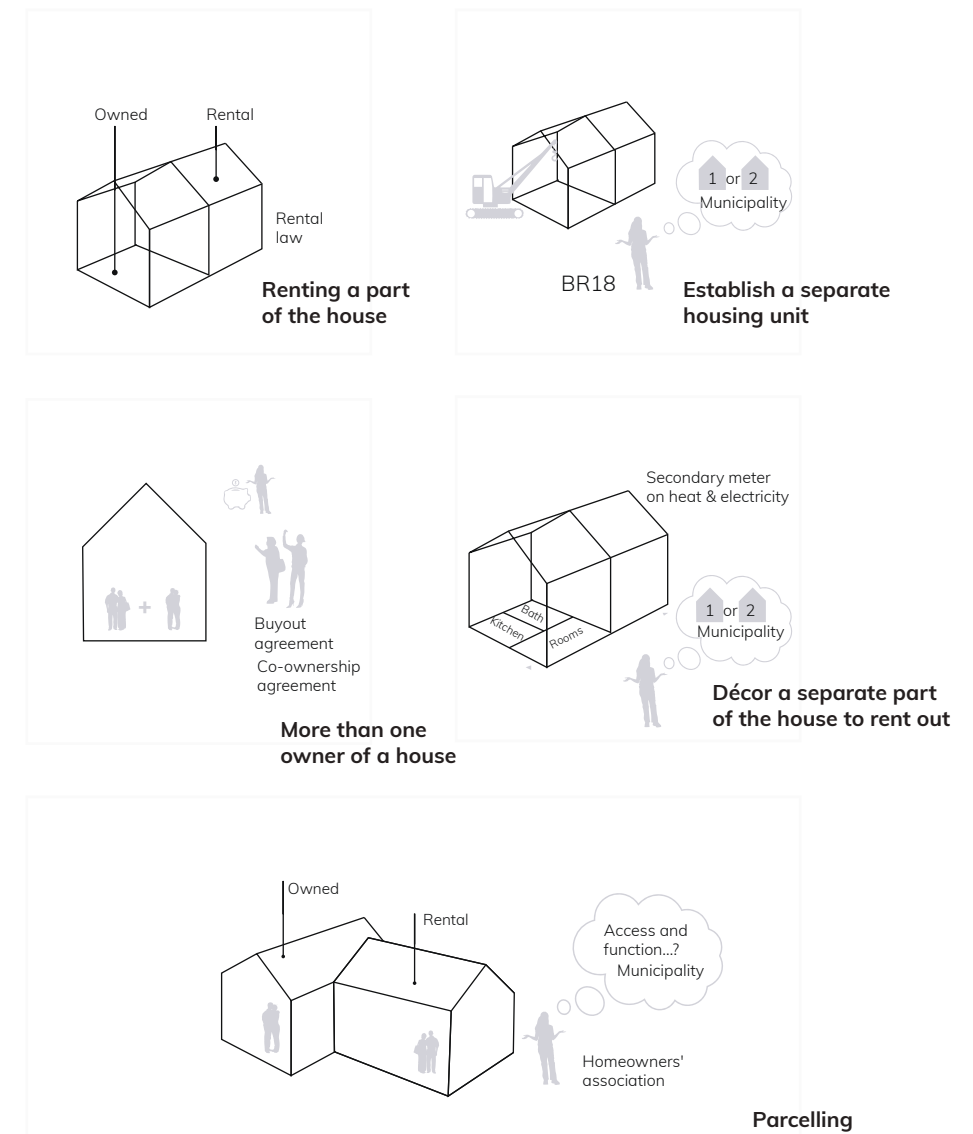 Owned
Rental
Rental
law
Renting a part
of the house
1 or 2
Municipality
BR18
Establish a separate
housing unit
Buyout
agreement
Co-ownership
agreement
More than one
owner of a house
Secondary meter
on heat & electricity
Bath
Kitchen
Rooms
1 or 2
Municipality
Décor a separate part
of the house to rent out
Owned
Rental
Access and
function...?
Municipality
Homeowners'
association
Parcelling